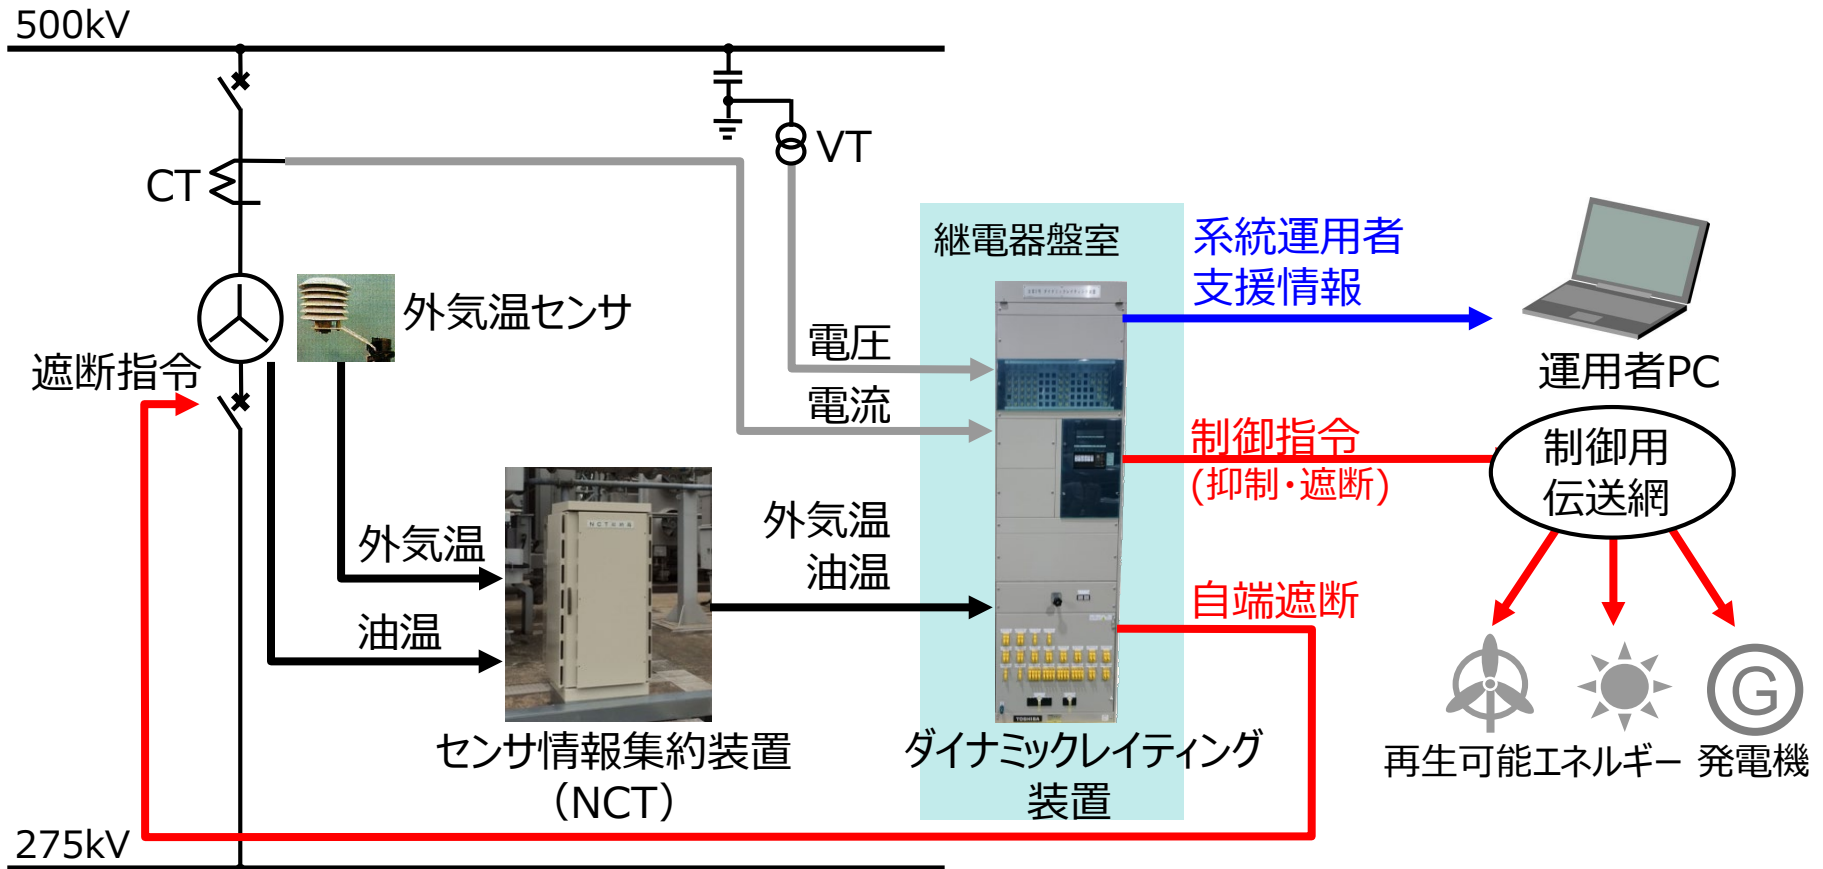 500kV
CT
VT
継電器盤室
系統運用者
支援情報
外気温センサ
電圧
運用者PC
遮断指令
電流
制御指令
(抑制・遮断)
制御用
伝送網
外気温
外気温
油温
油温
自端遮断
TOSHIBA
G
センサ情報集約装置
（NCT）
ダイナミックレイティング
装置
再生可能エネルギー
発電機
275kV